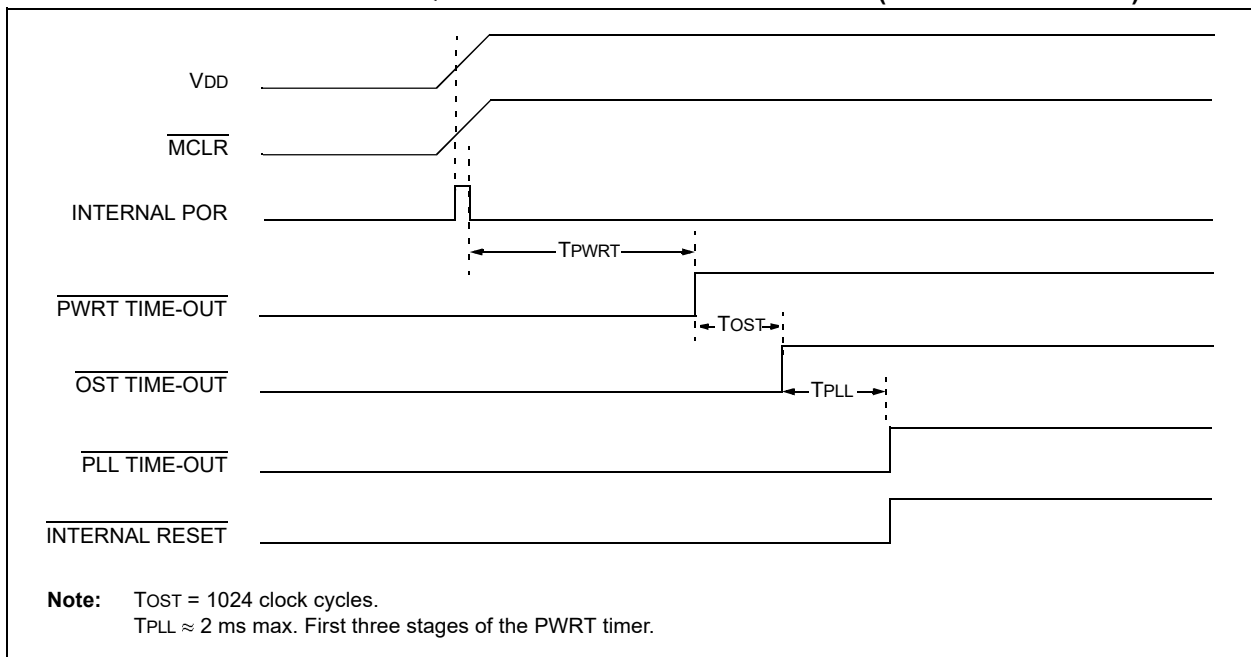 VDD
MCLR
INTERNAL POR
TPWRT
PWRT TIME-OUT
TOST
OST TIME-OUT
TPLL
PLL TIME-OUT
INTERNAL RESET
Note: TOST = 1024 clock cycles.
TPLL ≈ 2 ms max. First three stages of the PWRT timer.